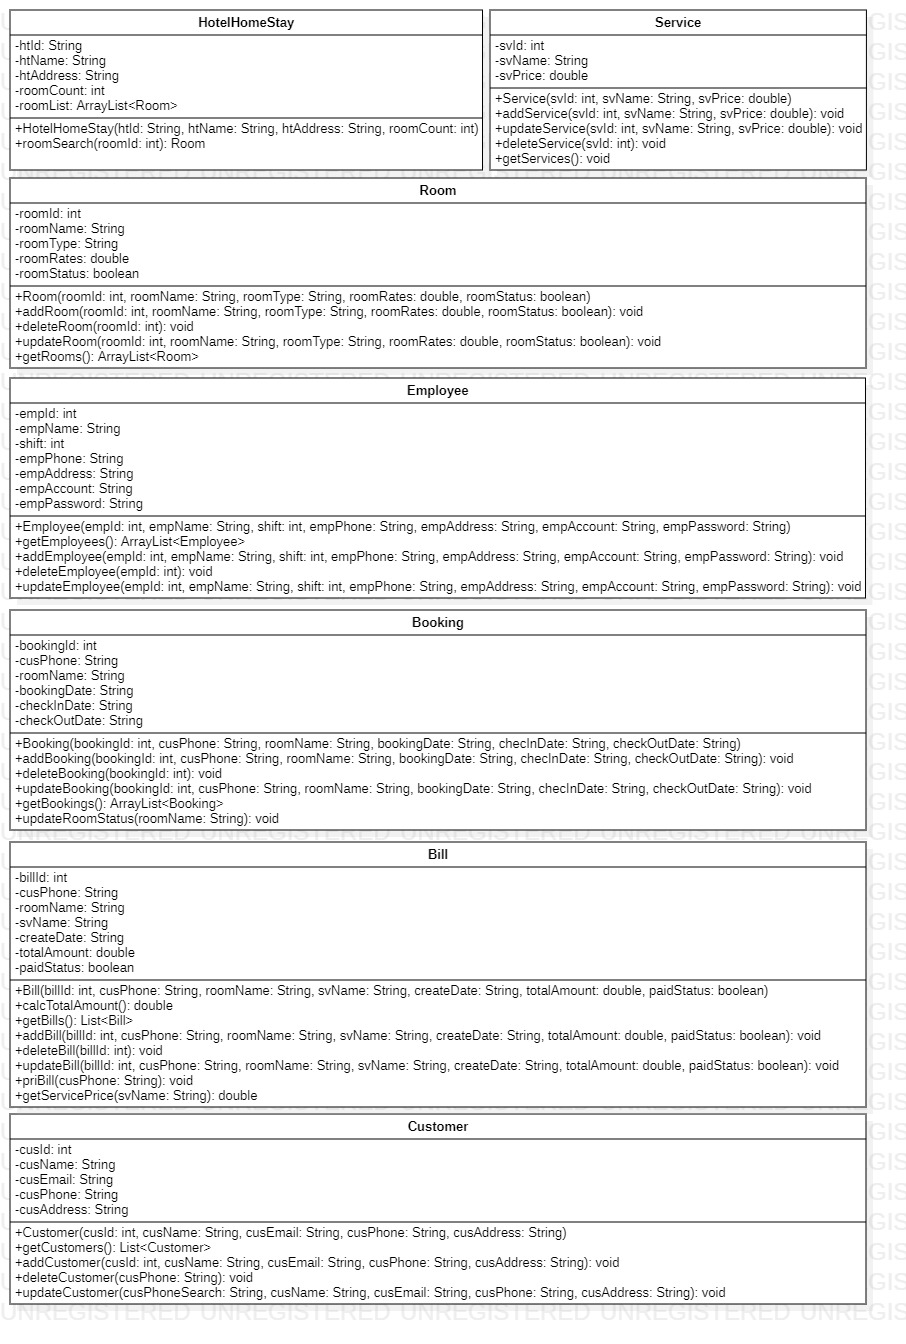 HotelHomeStay
-htId: String
-htName: String
-htAddress: String
-roomCount: int
-roomList: ArrayList<Room>
+HotelHomeStay(htId: String, htName: String, htAddress: String, roomCount: int)
+roomSearch(roomId: int): Room
Service
-svId: int
-svName: String
-svPrice: double
+Service(svId: int, svName: String, svPrice: double)
+addService(svId: int, svName: String, svPrice: double): void
+updateService(svId: int, svName: String, svPrice: double): void
+deleteService(svId: int): void
+getServices(): void
Room
-roomId: int
-roomName: String
-roomType: String
-roomRates: double
-roomStatus: boolean
+Room(roomId: int, roomName: String, roomType: String, roomRates: double, roomStatus: boolean)
+addRoom(roomId: int, roomName: String, roomType: String, roomRates: double, roomStatus: boolean): void
+deleteRoom(roomId: int): void
+updateRoom(roomId: int, roomName: String, roomType: String, roomRates: double, roomStatus: boolean): void
+getRooms(): ArrayList<Room>
Employee
-empId: int
-empName: String
-shift: int
-empPhone: String
-empAddress: String
-empAccount: String
-empPassword: String
+Employee(empId: int, empName: String, shift: int, empPhone: String, empAddress: String, empAccount: String, empPassword: String)
+getEmployees(): ArrayList<Employee>
+addEmployee(empId: int, empName: String, shift: int, empPhone: String, empAddress: String, empAccount: String, empPassword: String): void
+deleteEmployee(empId: int): void
+updateEmployee(empId: int, empName: String, shift: int, empPhone: String, empAddress: String, empAccount: String, empPassword: String): void
Booking
-bookingId: int
-cusPhone: String
-roomName: String
-bookingDate: String
-checkInDate: String
-checkOutDate: String
+Booking(bookingId: int, cusPhone: String, roomName: String, bookingDate: String, checInDate: String, checkOutDate: String)
+addBooking(bookingId: int, cusPhone: String, roomName: String, bookingDate: String, checInDate: String, checkOutDate: String): void
+deleteBooking(bookingId: int): void
+updateBooking(bookingId: int, cusPhone: String, roomName: String, bookingDate: String, checInDate: String, checkOutDate: String): void
+getBookings(): ArrayList<Booking>
+updateRoomStatus(roomName: String): void
UNREGISTERED UNREGISTERED UNREGISTERED UNREGISTERED
Bill
-billId: int
-cusPhone: String
-roomName: String
-svName: String
-createDate: String
-totalAmount: double
-paidStatus: boolean
+Bill(billId: int, cusPhone: String, roomName: String, svName: String, createDate: String, totalAmount: double, paidStatus: boolean)
+calcTotalAmount(): double
+getBills(): List<Bill>
+addBill(billId: int, cusPhone: String, roomName: String, svName: String, createDate: String, totalAmount: double, paidStatus: boolean): void
+deleteBill(billId: int): void
+updateBill(billId: int, cusPhone: String, roomName: String, svName: String, createDate: String, totalAmount: double, paidStatus: boolean): void
+priBill(cusPhone: String): void
+getServicePrice(svName: String): double
Customer
-cusId: int
-cusName: String
-cusEmail: String
-cusPhone: String
-cusAddress: String
+Customer(cusId: int, cusName: String, cusEmail: String, cusPhone: String, cusAddress: String)
+getCustomers(): List<Customer>
+addCustomer(cusId: int, cusName: String, cusEmail: String, cusPhone: String, cusAddress: String): void
+deleteCustomer(cusPhone: String): void
+updateCustomer(cusPhoneSearch: String, cusName: String, cusEmail: String, cusPhone: String, cusAddress: String): void
UNREGISTERED UNREGISTERED UNREGISTERED UNREGISTERED